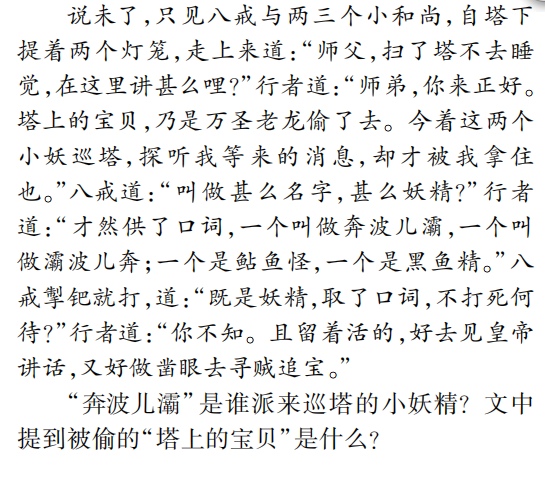 说未了，只见八戒与两三个小和尚，自塔下
提着两个灯笼，走上来道：“师父，扫了塔不去睡
觉，在这里讲甚么哩？”行者道：“师弟，你来正好。
塔上的宝贝，乃是万圣老龙偷了去。今着这两个
小妖巡塔，探听我等来的消息，却才被我拿住
也。”八戒道：“叫做甚么名字，甚么妖精？”行者
道：“才然供了口词，一个叫做奔波儿灞，一个叫
做灞波儿奔；一个是鲇鱼怪，一个是黑鱼精。”八
戒掣钯就打，道：“既是妖精，取了口词，不打死何
待？”行者道：“你不知。且留着活的，好去见皇帝
讲话，又好做凿眼去寻贼追宝。”
“奔波儿灞”是谁派来巡塔的小妖精？文中
提到被偷的“塔上的宝贝”是什么？